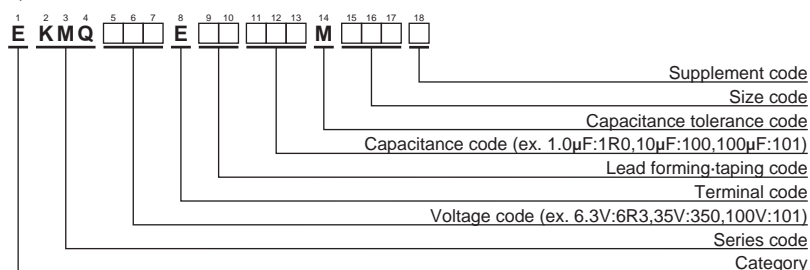 1 2 3 4 5 6 7 8 9 10 11 12 13 14 15 16 17 18
E KMQ □□□ E □□ □□□ M □□□ □
Supplement code
Size code
Capacitance tolerance code
Capacitance code (ex. 1.0μF:1R0,10μF:100,100μF:101)
Lead forming·taping code
Terminal code
Voltage code (ex. 6.3V:6R3,35V:350,100V:101)
Series code
Category